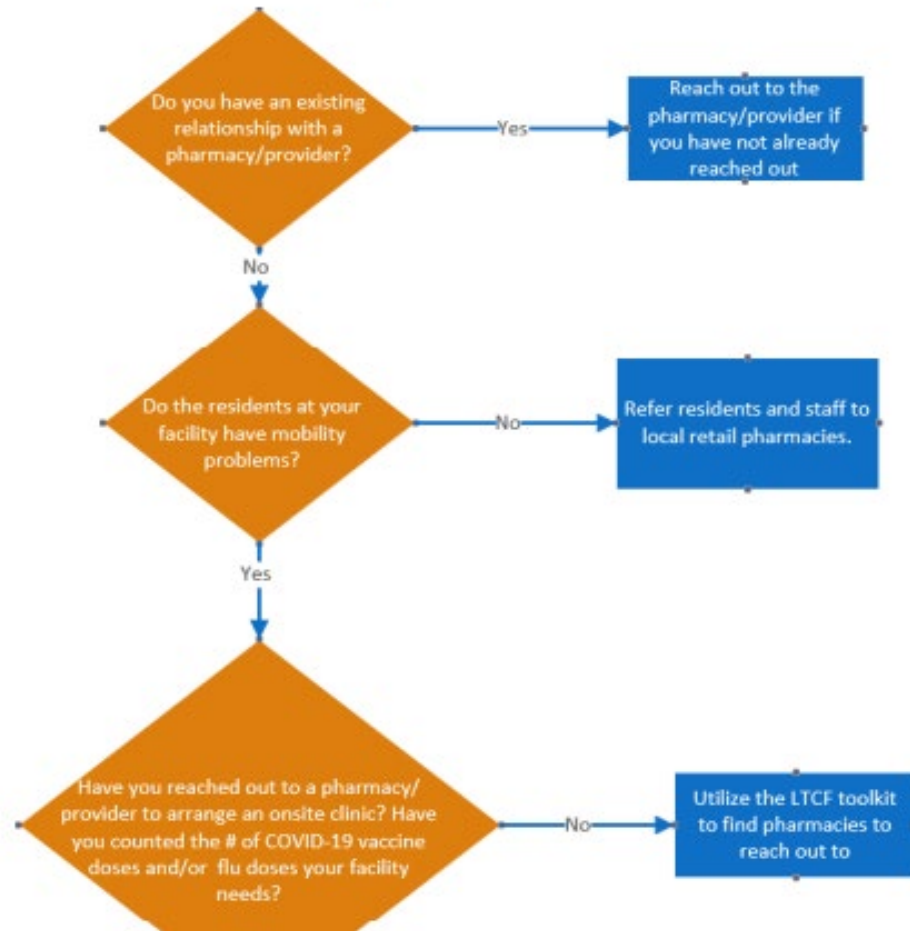 Do you have an existing
relationship with a
pharmacy/provider?
Yes
Reach out to the
pharmacy/provider if
you have not already
reached out
No
Do the residents at your
facility have mobility
problems?
No
Refer residents and staff to
local retail pharmacies.
Yes
Have you reached out to a pharmacy/
provider to arrange an onsite clinic? Have
you counted the # of COVID-19 vaccine
doses and/or flu doses your facility
needs?
No
Utilize the LTCF toolkit
to find pharmacies to
reach out to